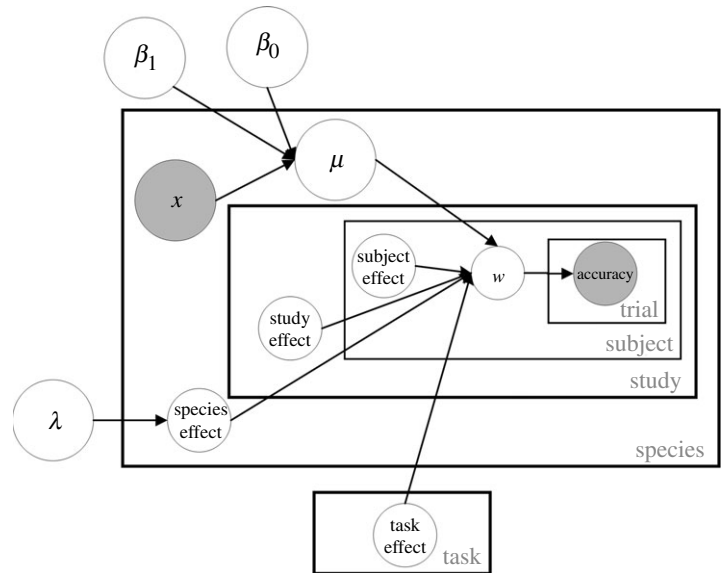 β1
β0
μ
x
subject
effect
w
accuracy
trial
study
effect
subject
study
λ
species
effect
species
task
effect
task